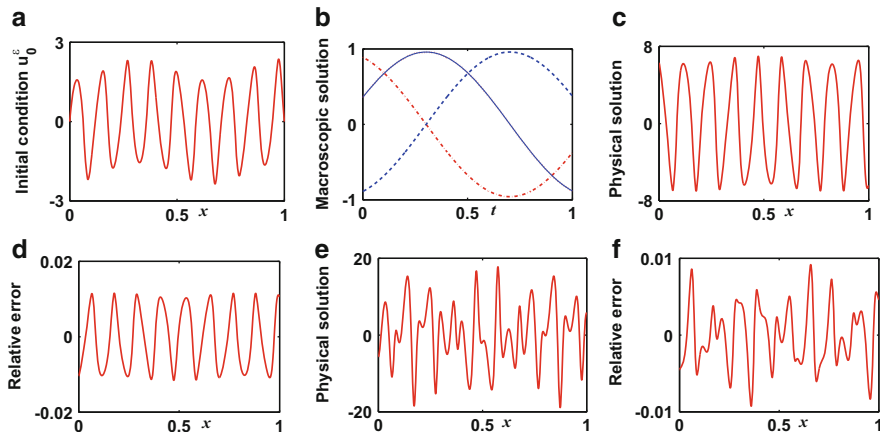 a
Initial condition u₀^ε
3
0
-3
0
0.5
x
1
b
Macroscopic solution
1
0
-1
0
0.5
t
1
c
Physical solution
8
0
-8
0
0.5
x
1
d
Relative error
0.02
0
-0.02
0
0.5
x
1
e
Physical solution
20
0
-20
0
0.5
x
1
f
Relative error
0.01
0
-0.01
0
0.5
x
1